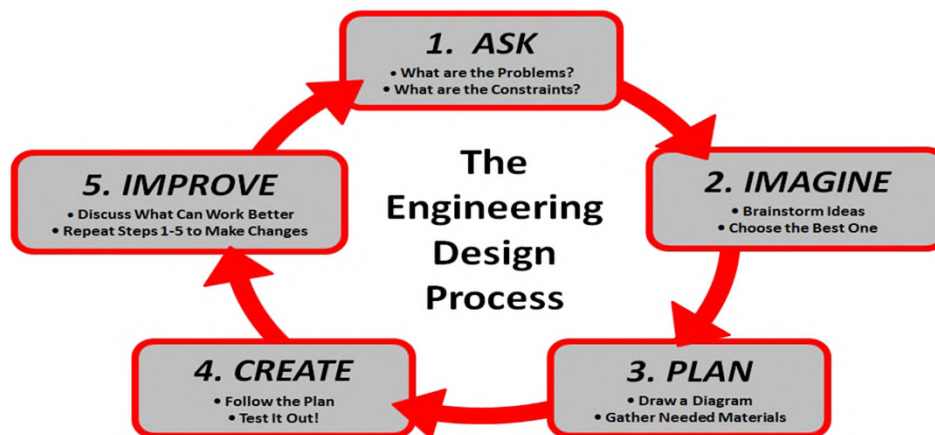 1. ASK
• What are the Problems?
• What are the Constraints?
The
Engineering
Design
Process
2. IMAGINE
• Brainstorm Ideas
• Choose the Best One
3. PLAN
• Draw a Diagram
• Gather Needed Materials
4. CREATE
• Follow the Plan
• Test It Out!
5. IMPROVE
• Discuss What Can Work Better
• Repeat Steps 1-5 to Make Changes